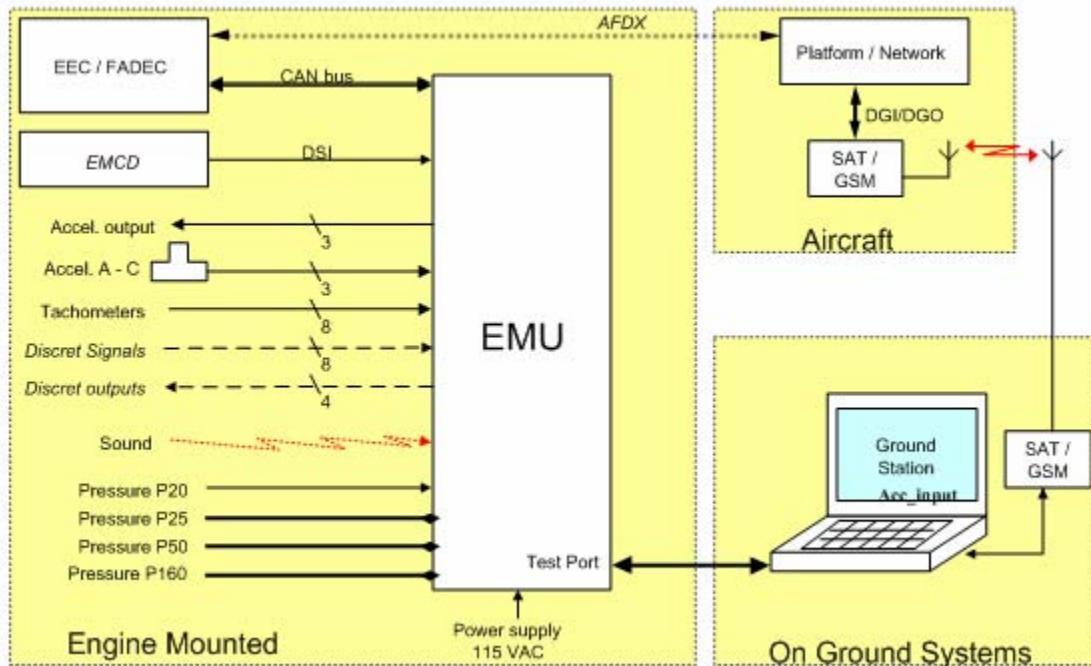 AFDX
EEC / FADEC
CAN bus
EMCD
DSI
Accel. output
3
Accel. A - C
3
Tachometers
8
Discret Signals
8
Discret outputs
4
Sound
Pressure P20
Pressure P25
Pressure P50
Pressure P160
EMU
Test Port
Power supply
115 VAC
Engine Mounted
Platform / Network
DGI/DGO
SAT /
GSM
Aircraft
Ground
Station
Acc_input
SAT /
GSM
On Ground Systems